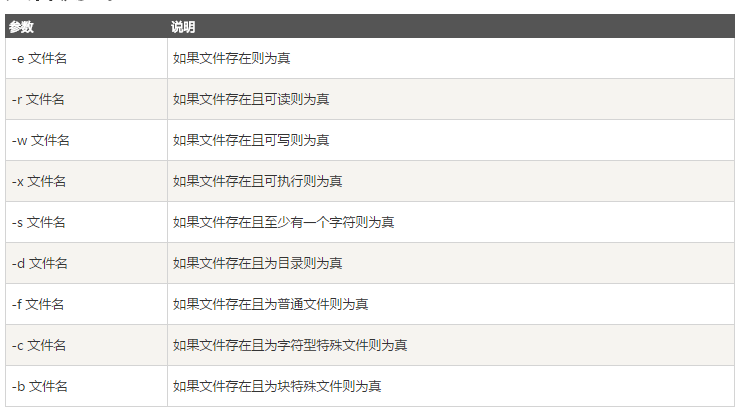 参数 说明
-e 文件名 如果文件存在则为真
-r 文件名 如果文件存在且可读则为真
-w 文件名 如果文件存在且可写则为真
-x 文件名 如果文件存在且可执行则为真
-s 文件名 如果文件存在且至少有一个字符则为真
-d 文件名 如果文件存在且为目录则为真
-f 文件名 如果文件存在且为普通文件则为真
-c 文件名 如果文件存在且为字符型特殊文件则为真
-b 文件名 如果文件存在且为块特殊文件则为真